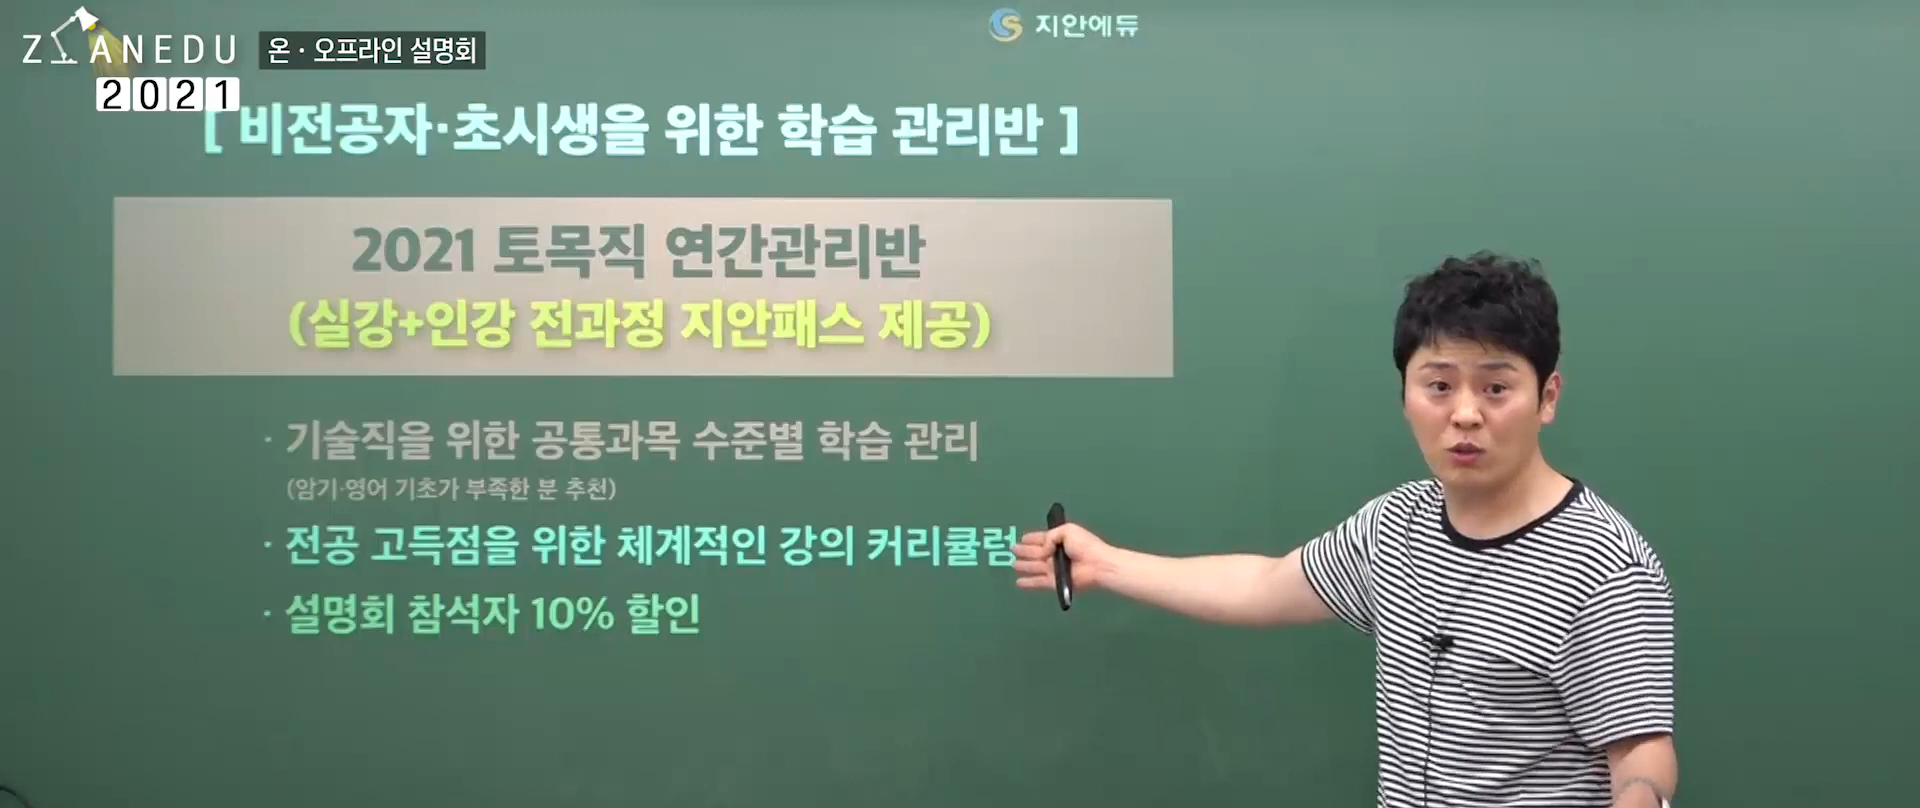 ZIANEDU 온·오프라인 설명회
2021
지안에듀
[ 비전공자·초시생을 위한 학습 관리반 ]
2021 토목직 연간관리반
(실강+인강 전과정 지안패스 제공)
· 기술직을 위한 공통과목 수준별 학습 관리
(암기·영어 기초가 부족한 분 추천)
· 전공 고득점을 위한 체계적인 강의 커리큘럼
· 설명회 참석자 10% 할인